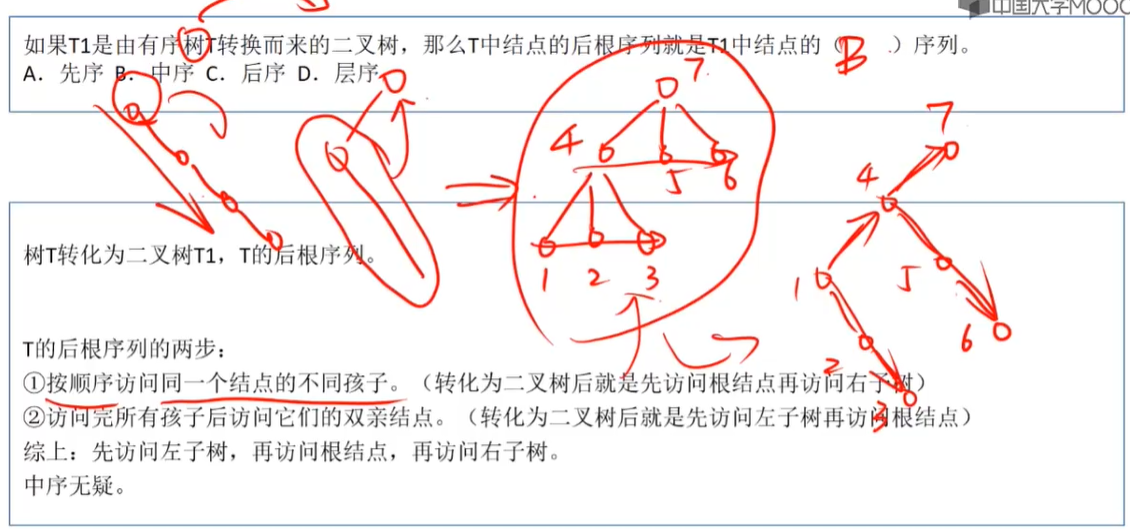 中国大学MOOC
如果T1是由有序树T转换而来的二叉树，那么T中结点的后根序列就是T1中结点的（ B ）序列。
A．先序 B．中序 C．后序 D．层序
7
4
5 6
1 2 3
7
4
1 5
2 6
3
树T转化为二叉树T1，T的后根序列。
T的后根序列的两步：
①按顺序访问同一个结点的不同孩子。（转化为二叉树后就是先访问根结点再访问右子树）
②访问完所有孩子后访问它们的双亲结点。（转化为二叉树后就是先访问左子树再访问根结点）
综上：先访问左子树，再访问根结点，再访问右子树。
中序无疑。